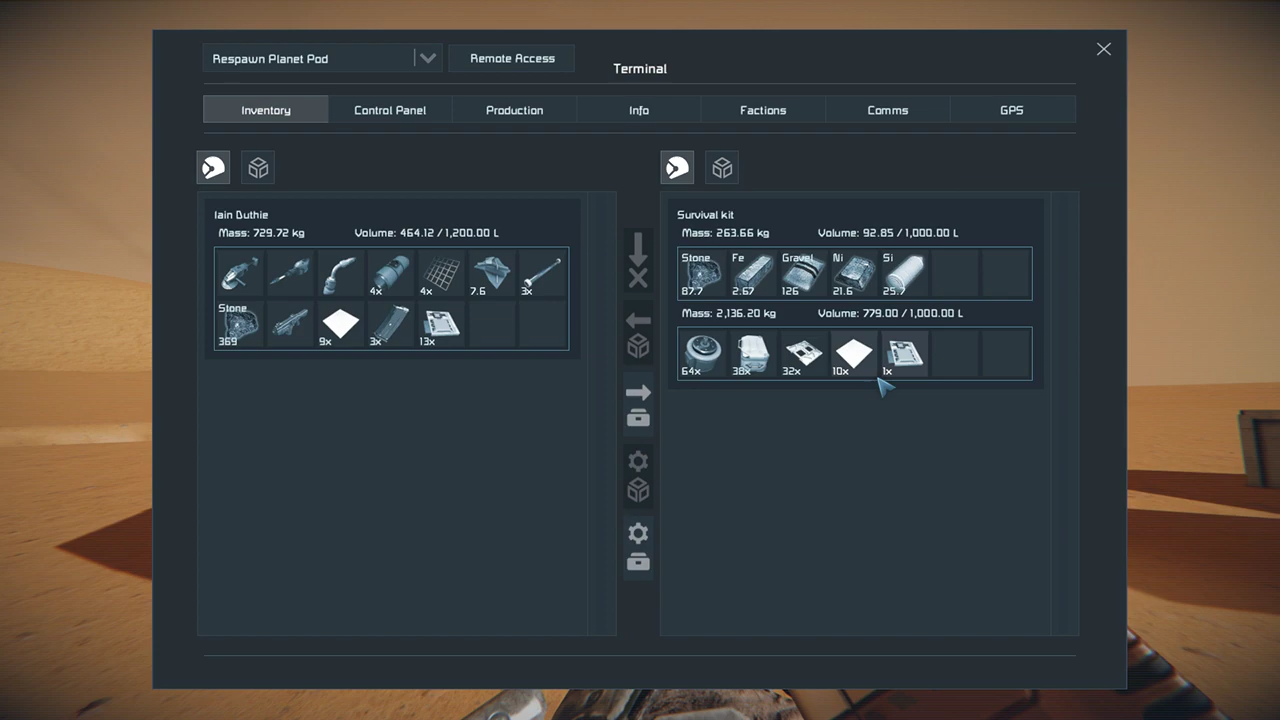 Respawn Planet Pod
Remote Access
Terminal
Inventory
Control Panel
Production
Info
Factions
Comms
GPS
Iain Duthie
Mass: 729.72 kg Volume: 464.12 / 1,200.00 L
4x 4x 7.6 3x
Stone
369 9x 3x 13x
Survival kit
Mass: 263.66 kg Volume: 92.85 / 1,000.00 L
Stone Fe Gravel Ni Si
87.7 2.67 126 21.6 25.7
Mass: 2,136.20 kg Volume: 779.00 / 1,000.00 L
64x 38x 32x 10x 1x